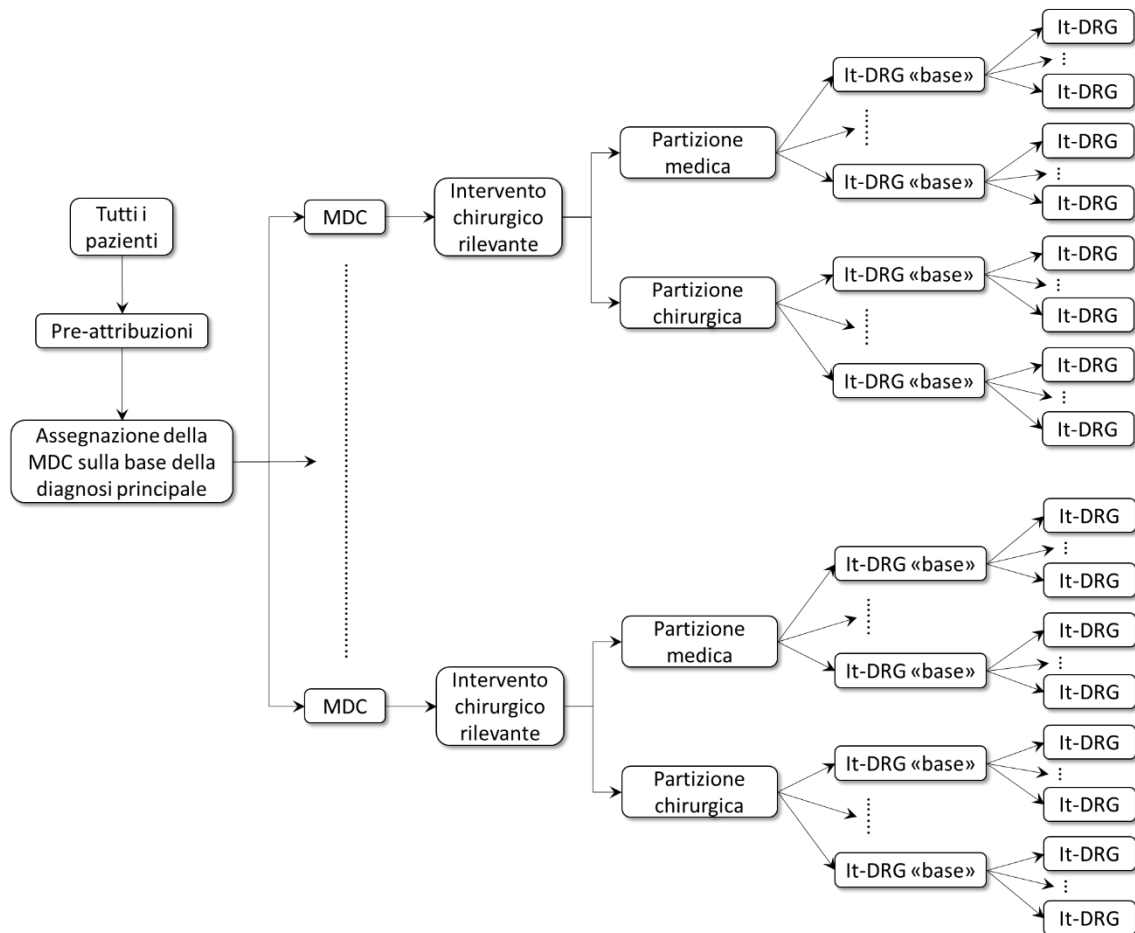 Tutti i
pazienti
Pre-attribuzioni
Assegnazione della
MDC sulla base della
diagnosi principale
MDC
Intervento
chirurgico
rilevante
Partizione
medica
It-DRG «base»
It-DRG
It-DRG
It-DRG «base»
It-DRG
It-DRG
Partizione
chirurgica
It-DRG «base»
It-DRG
It-DRG
It-DRG «base»
It-DRG
It-DRG
MDC
Intervento
chirurgico
rilevante
Partizione
medica
It-DRG «base»
It-DRG
It-DRG
It-DRG «base»
It-DRG
It-DRG
Partizione
chirurgica
It-DRG «base»
It-DRG
It-DRG
It-DRG «base»
It-DRG
It-DRG